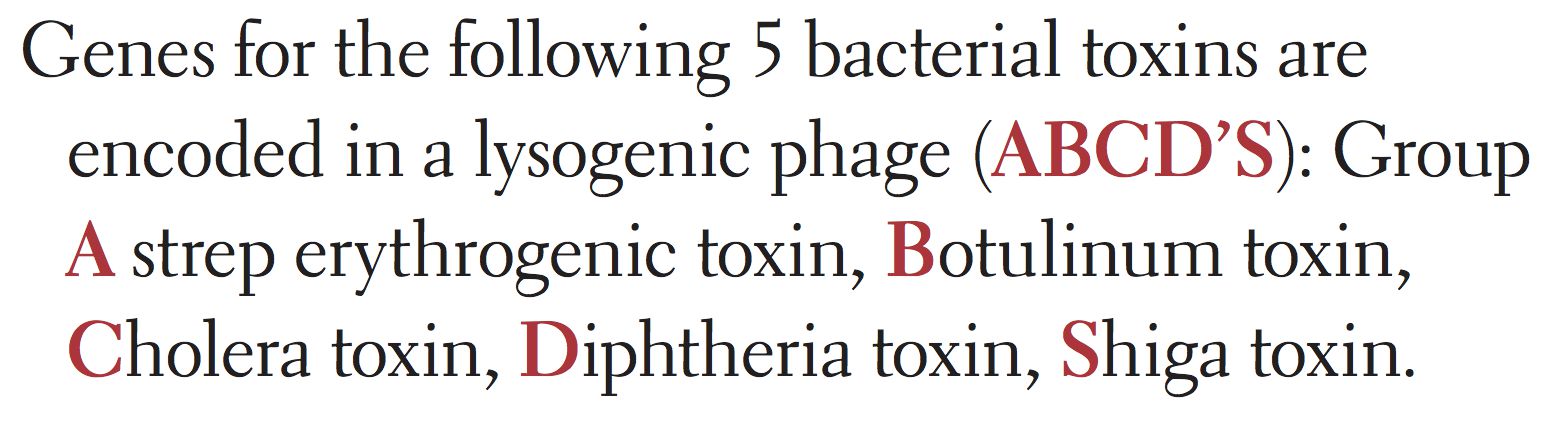 Genes for the following 5 bacterial toxins are
encoded in a lysogenic phage (ABCD’S): Group
A strep erythrogenic toxin, Botulinum toxin,
Cholera toxin, Diphtheria toxin, Shiga toxin.